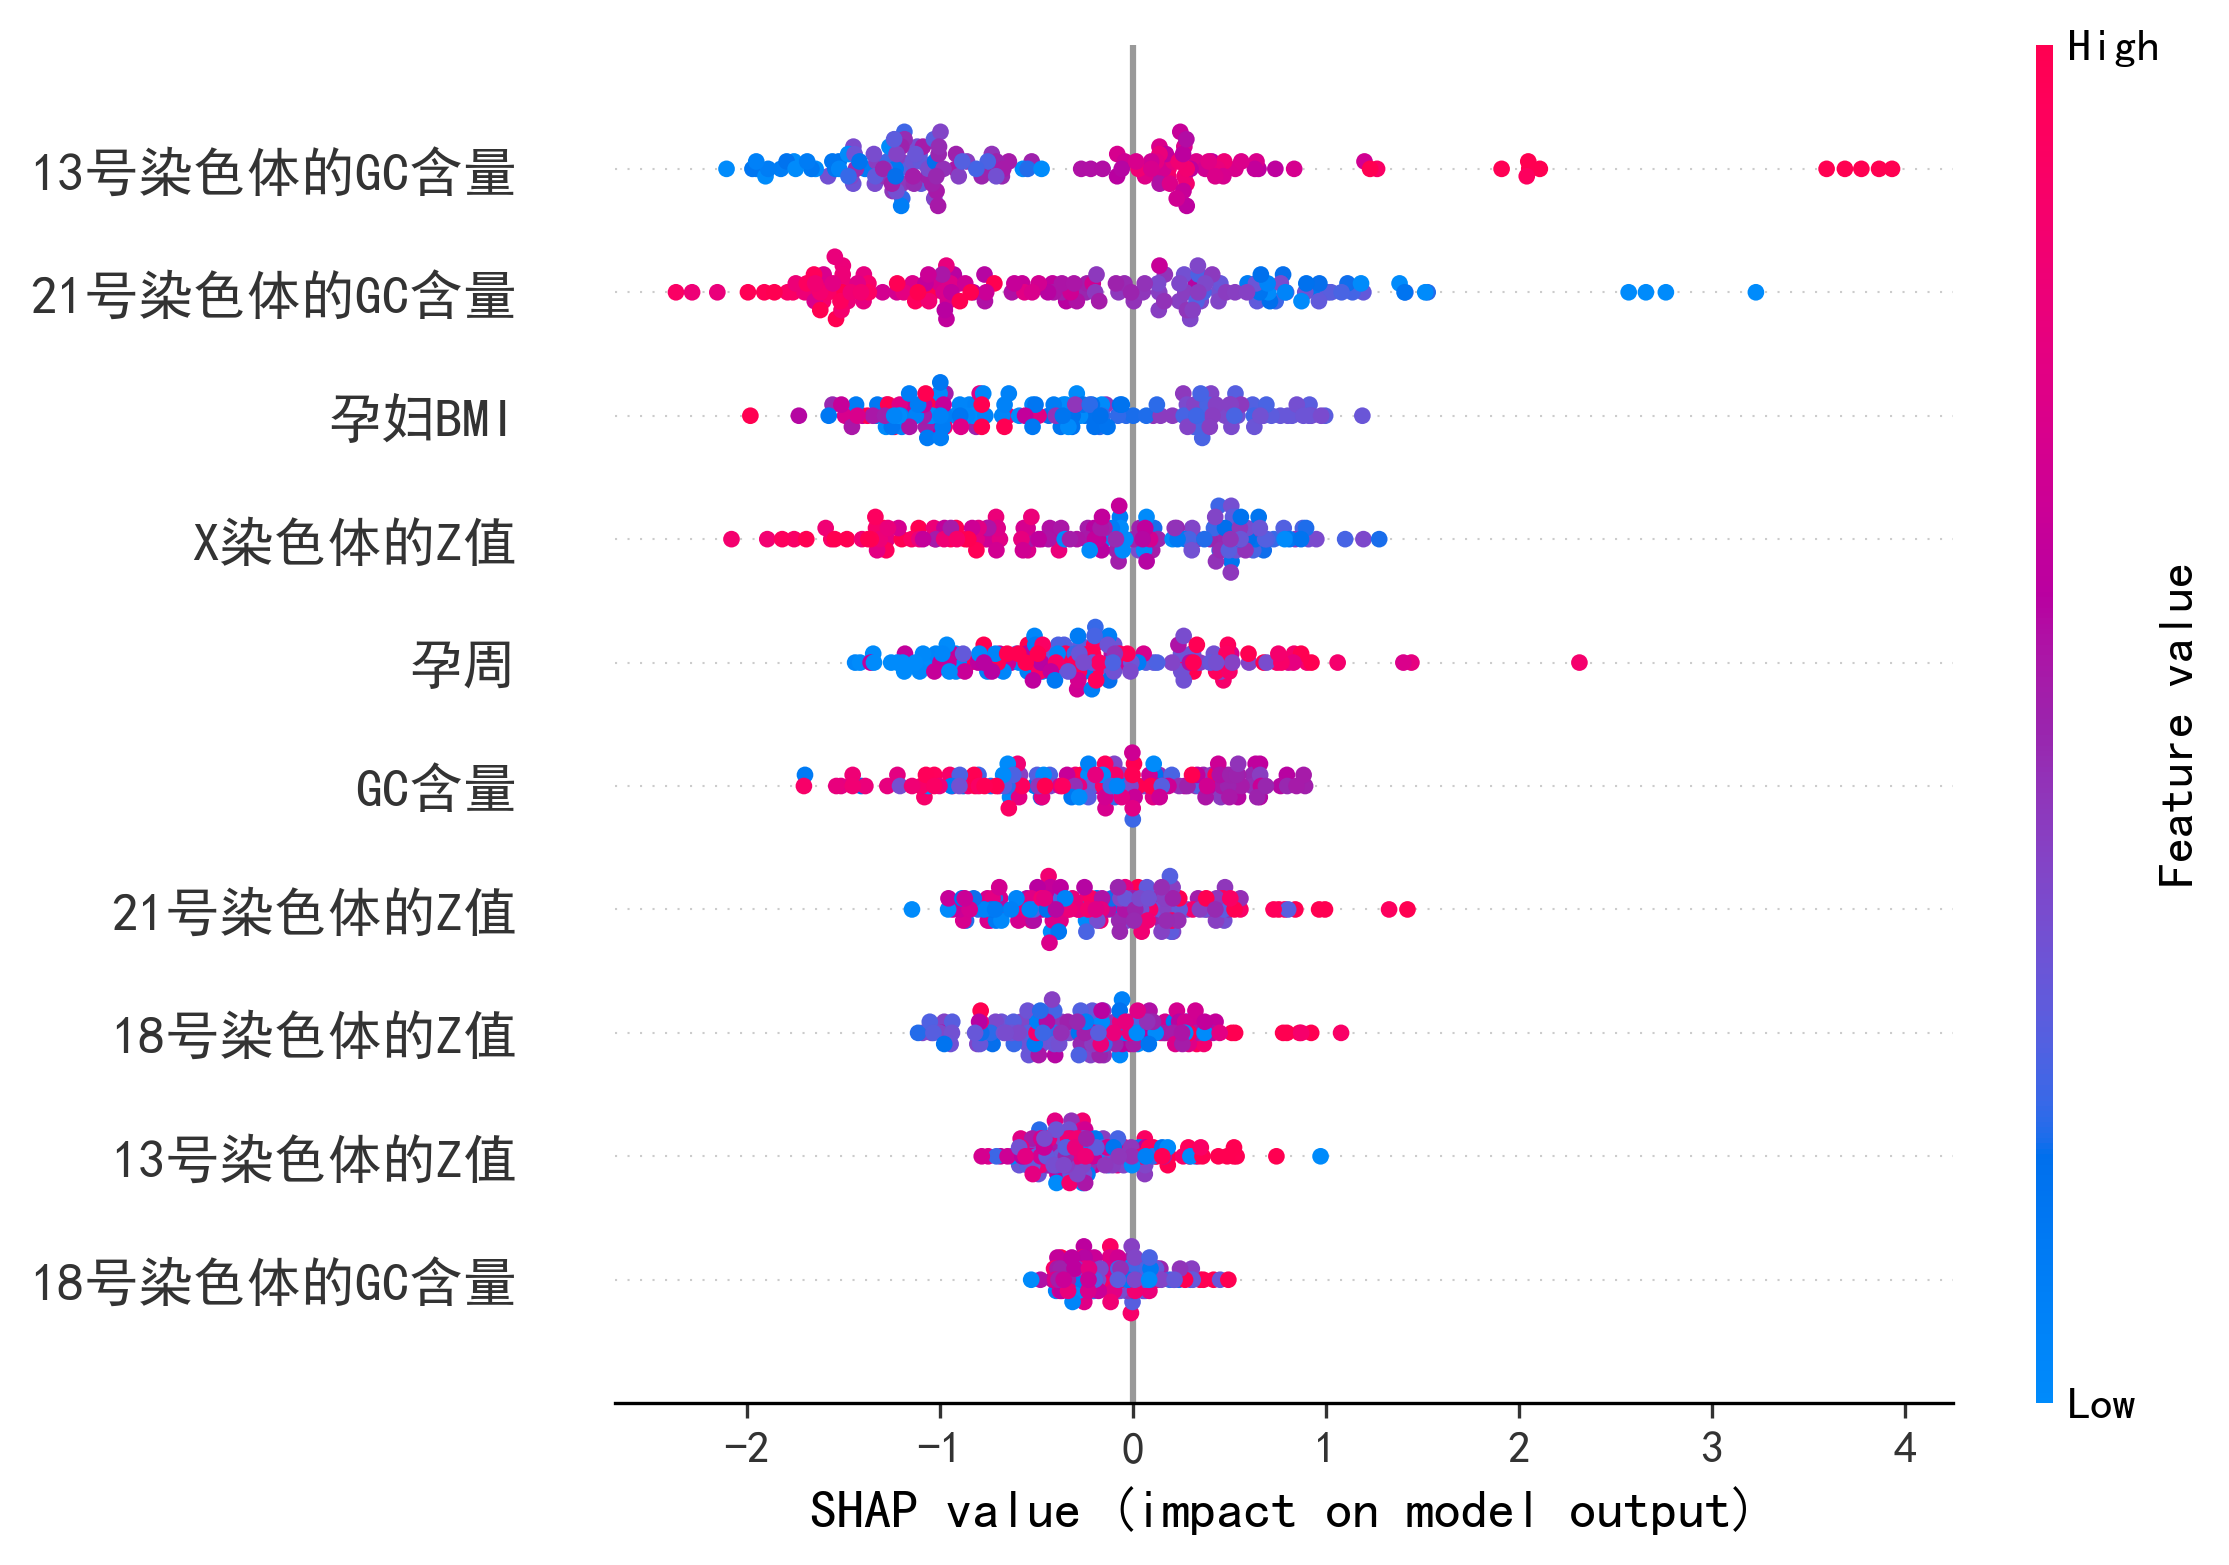 High
13号染色体的GC含量
21号染色体的GC含量
孕妇BMI
X染色体的Z值
孕周
GC含量
21号染色体的Z值
18号染色体的Z值
13号染色体的Z值
18号染色体的GC含量
Feature value
Low
−2 −1 0 1 2 3 4
SHAP value (impact on model output)